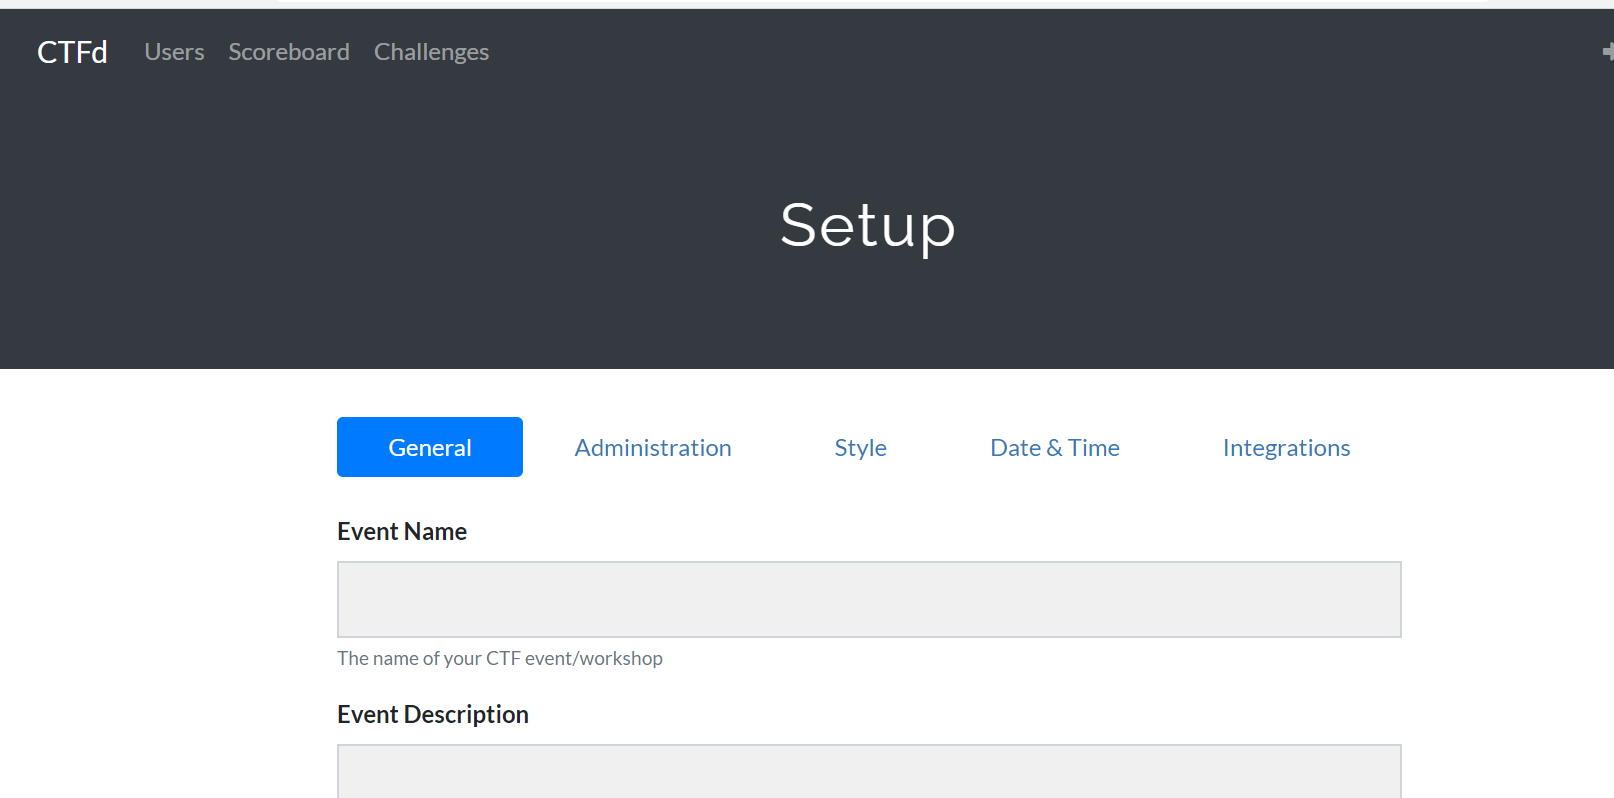 CTFd Users Scoreboard Challenges
Setup
General Administration Style Date & Time Integrations
Event Name
The name of your CTF event/workshop
Event Description